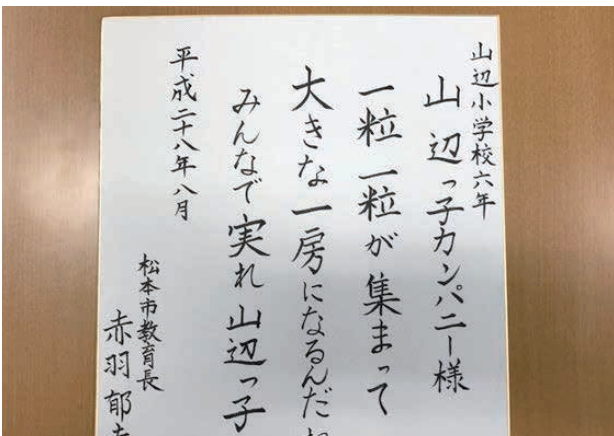 山辺小学校六年
山辺っ子カンパニー様
一粒一粒が集まって
大きな一房になるんだ
みんなで実れ山辺っ子
平成二十八年八月
松本市教育長
赤羽郁